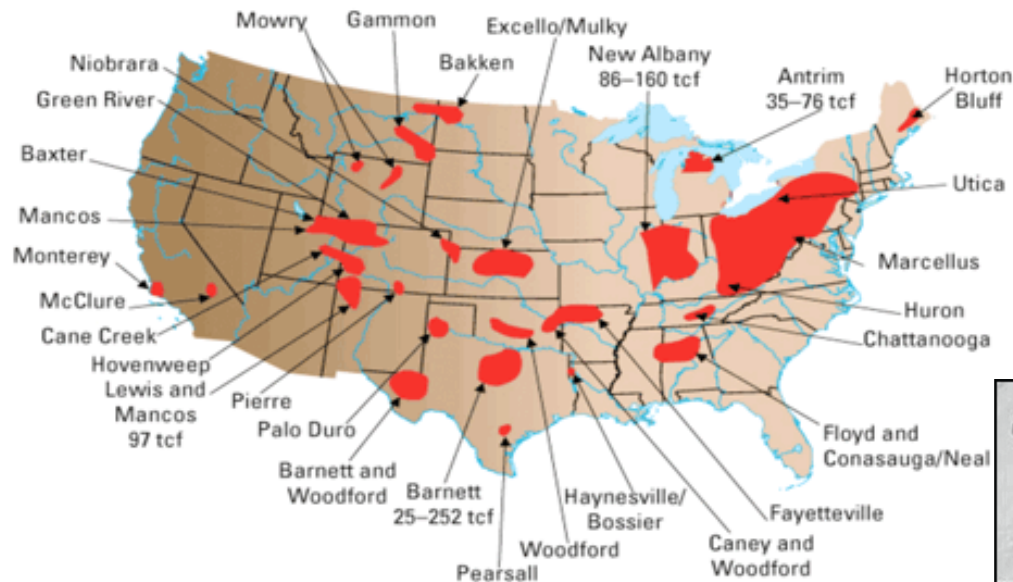 Mowry
Gammon
Excello/Mulky
Niobrara
Bakken
New Albany
86–160 tcf
Antrim
35–76 tcf
Horton
Bluff
Green River
Baxter
Utica
Mancos
Monterey
Marcellus
McClure
Huron
Cane Creek
Chattanooga
Hovenweep
Lewis and
Mancos
97 tcf
Pierre
Palo Duro
Floyd and
Conasauga/Neal
Barnett and
Woodford
Barnett
25–252 tcf
Haynesville/
Bossier
Fayetteville
Woodford
Caney and
Woodford
Pearsall